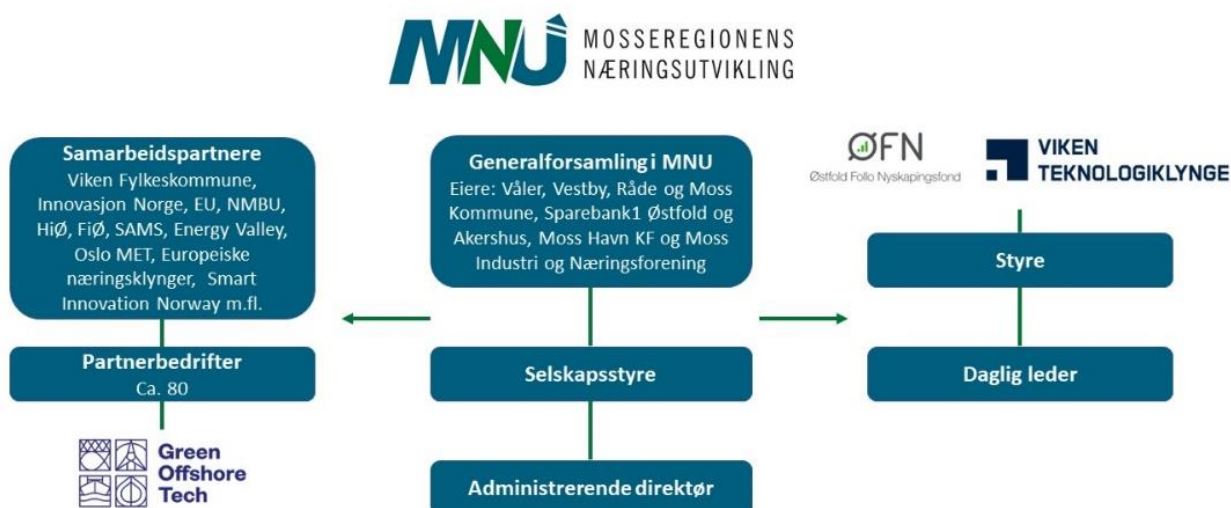 MNU MOSSEREGIONENS
NÆRINGSUTVIKLING
Samarbeidspartnere
Viken Fylkeskommune,
Innovasjon Norge, EU, NMBU,
HiØ, FiØ, SAMS, Energy Valley,
Oslo MET, Europeiske
næringsklynger, Smart
Innovation Norway m.fl.
Partnerbedrifter
Ca. 80
Green
Offshore
Tech
Generalforsamling i MNU
Eiere: Våler, Vestby, Råde og Moss
Kommune, Sparebank1 Østfold og
Akershus, Moss Havn KF og Moss
Industri og Næringsforening
Selskapsstyre
Administrerende direktør
ØFN
Østfold Follo Nyskapingsfond
VIKEN
TEKNOLOGIKLYNGE
Styre
Daglig leder